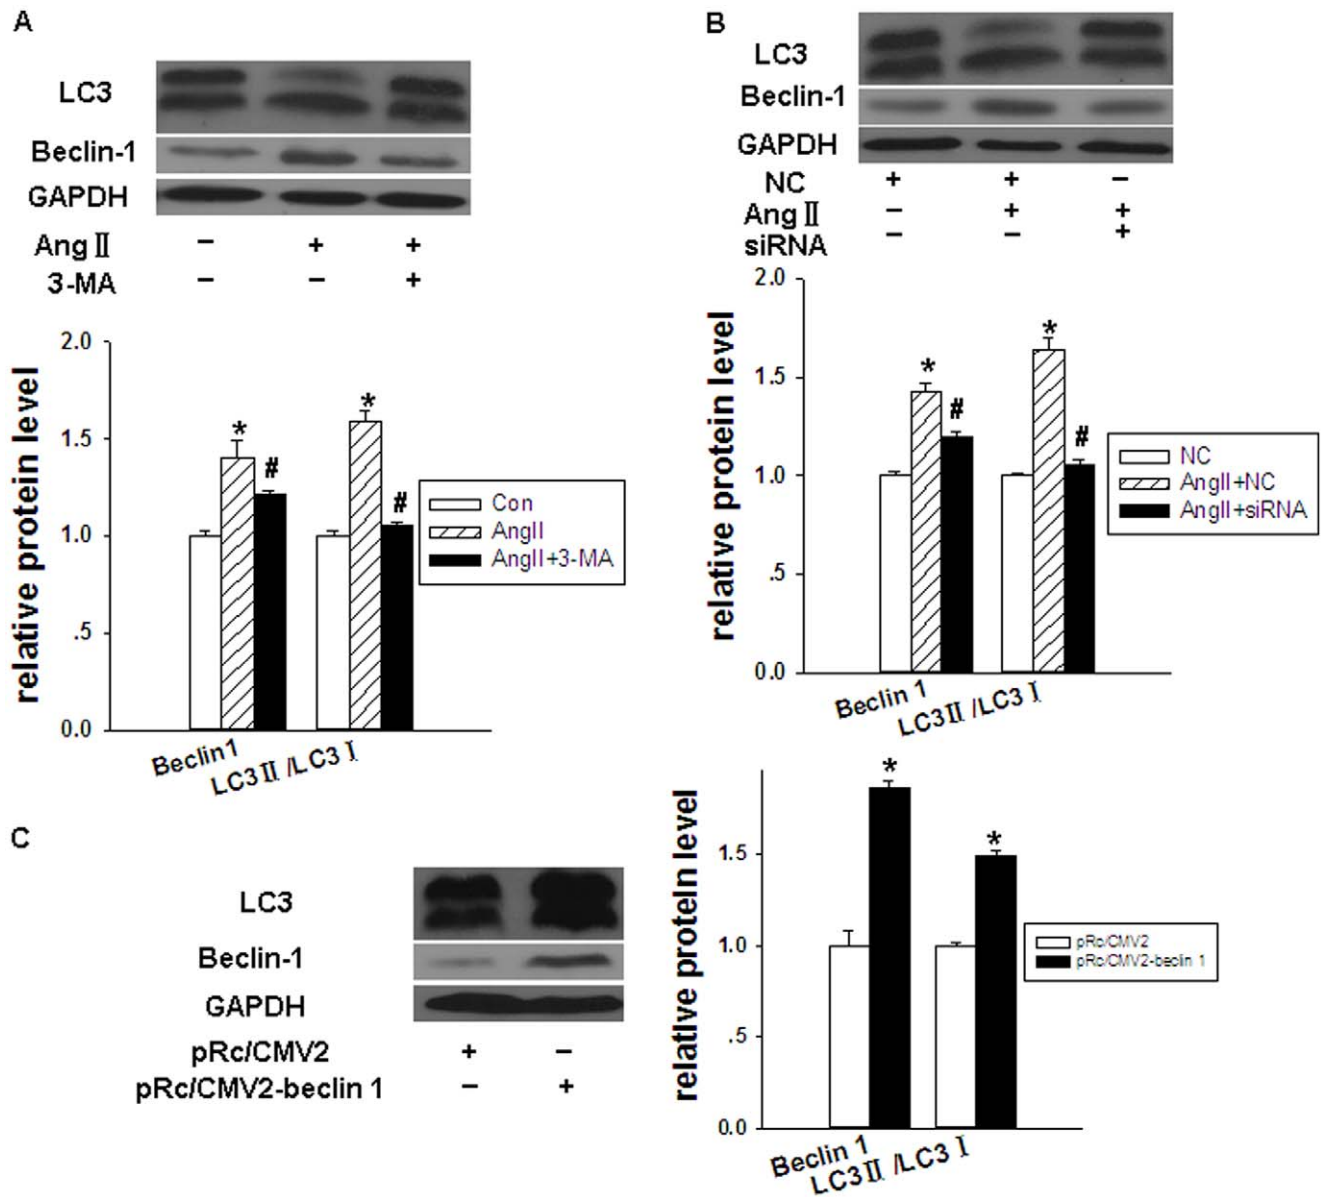 A
LC3
Beclin-1
GAPDH
Ang Ⅱ − + +
3-MA − − +
relative protein level
2.0
1.5
1.0
.5
0.0
* # * #
Con
AngII
AngII+3-MA
Beclin1
LC3Ⅱ /LC3 Ⅰ
B
LC3
Beclin-1
GAPDH
NC + + −
Ang Ⅱ − + +
siRNA − − +
relative protein level
2.0
1.5
1.0
.5
0.0
* # * #
NC
AngII+NC
AngII+siRNA
Beclin 1
LC3Ⅱ /LC3 Ⅰ
C
LC3
Beclin-1
GAPDH
pRc/CMV2 + −
pRc/CMV2-beclin 1 − +
relative protein level
1.5
1.0
.5
0.0
* *
pRc/CMV2
pRc/CMV2-beclin 1
Beclin 1
LC3Ⅱ /LC3 Ⅰ